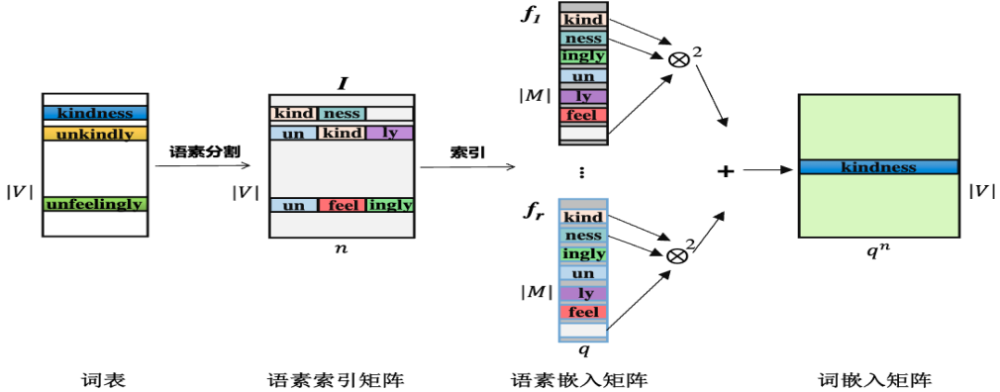 |V|
kindness
unkindly
unfeelingly
词表
语素分割
I
kind ness
un kind ly
un feel ingly
|V|
n
语素索引矩阵
索引
f₁
kind
ness
ingly
un
ly
feel
|M|
⊗²
⋮
fᵣ
kind
ness
ingly
un
ly
feel
|M|
q
⊗²
语素嵌入矩阵
+
kindness
|V|
qⁿ
词嵌入矩阵